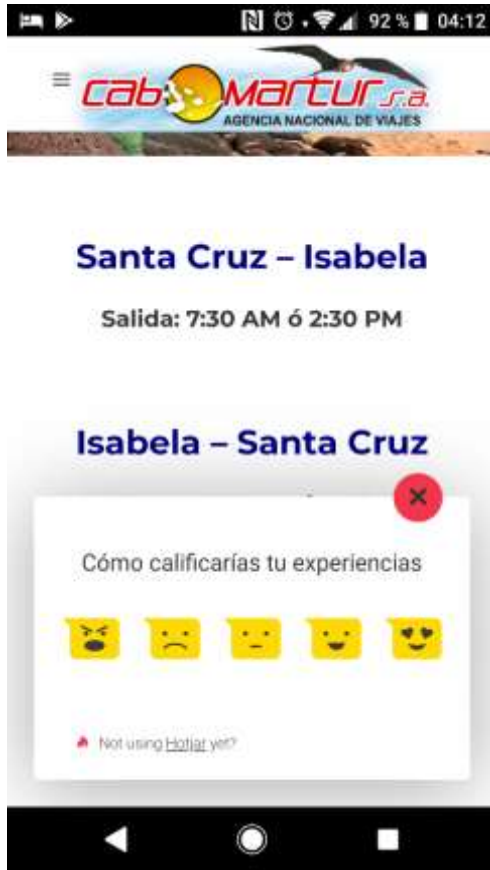 92 % 04:12
cabomartur s.a.
AGENCIA NACIONAL DE VIAJES
Santa Cruz – Isabela
Salida: 7:30 AM ó 2:30 PM
Isabela – Santa Cruz
Cómo calificarías tu experiencias
Not using Hotjar yet?